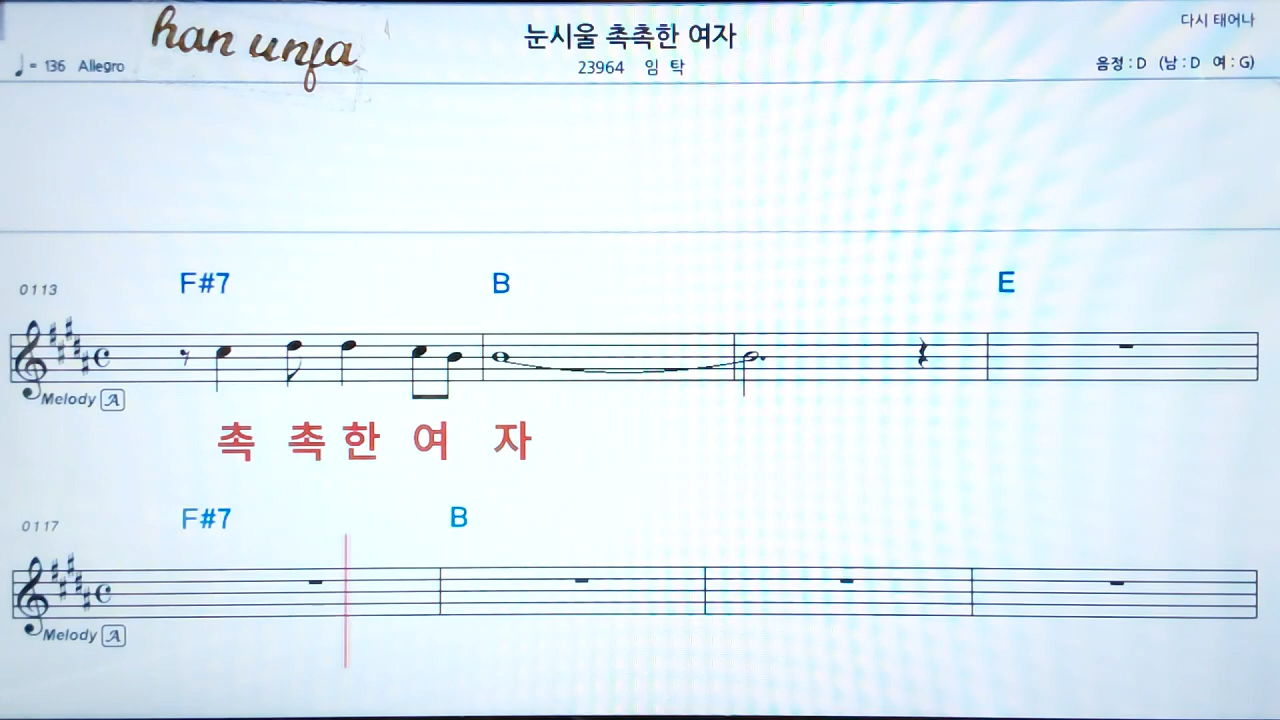 han unfa
눈시울 촉촉한 여자
다시 태어나
♩= 136 Allegro
23964 임 탁
음정 : D (남 : D 여 : G)
0113 F#7 B E
Melody A
촉 촉 한 여 자
0117 F#7 B
Melody A